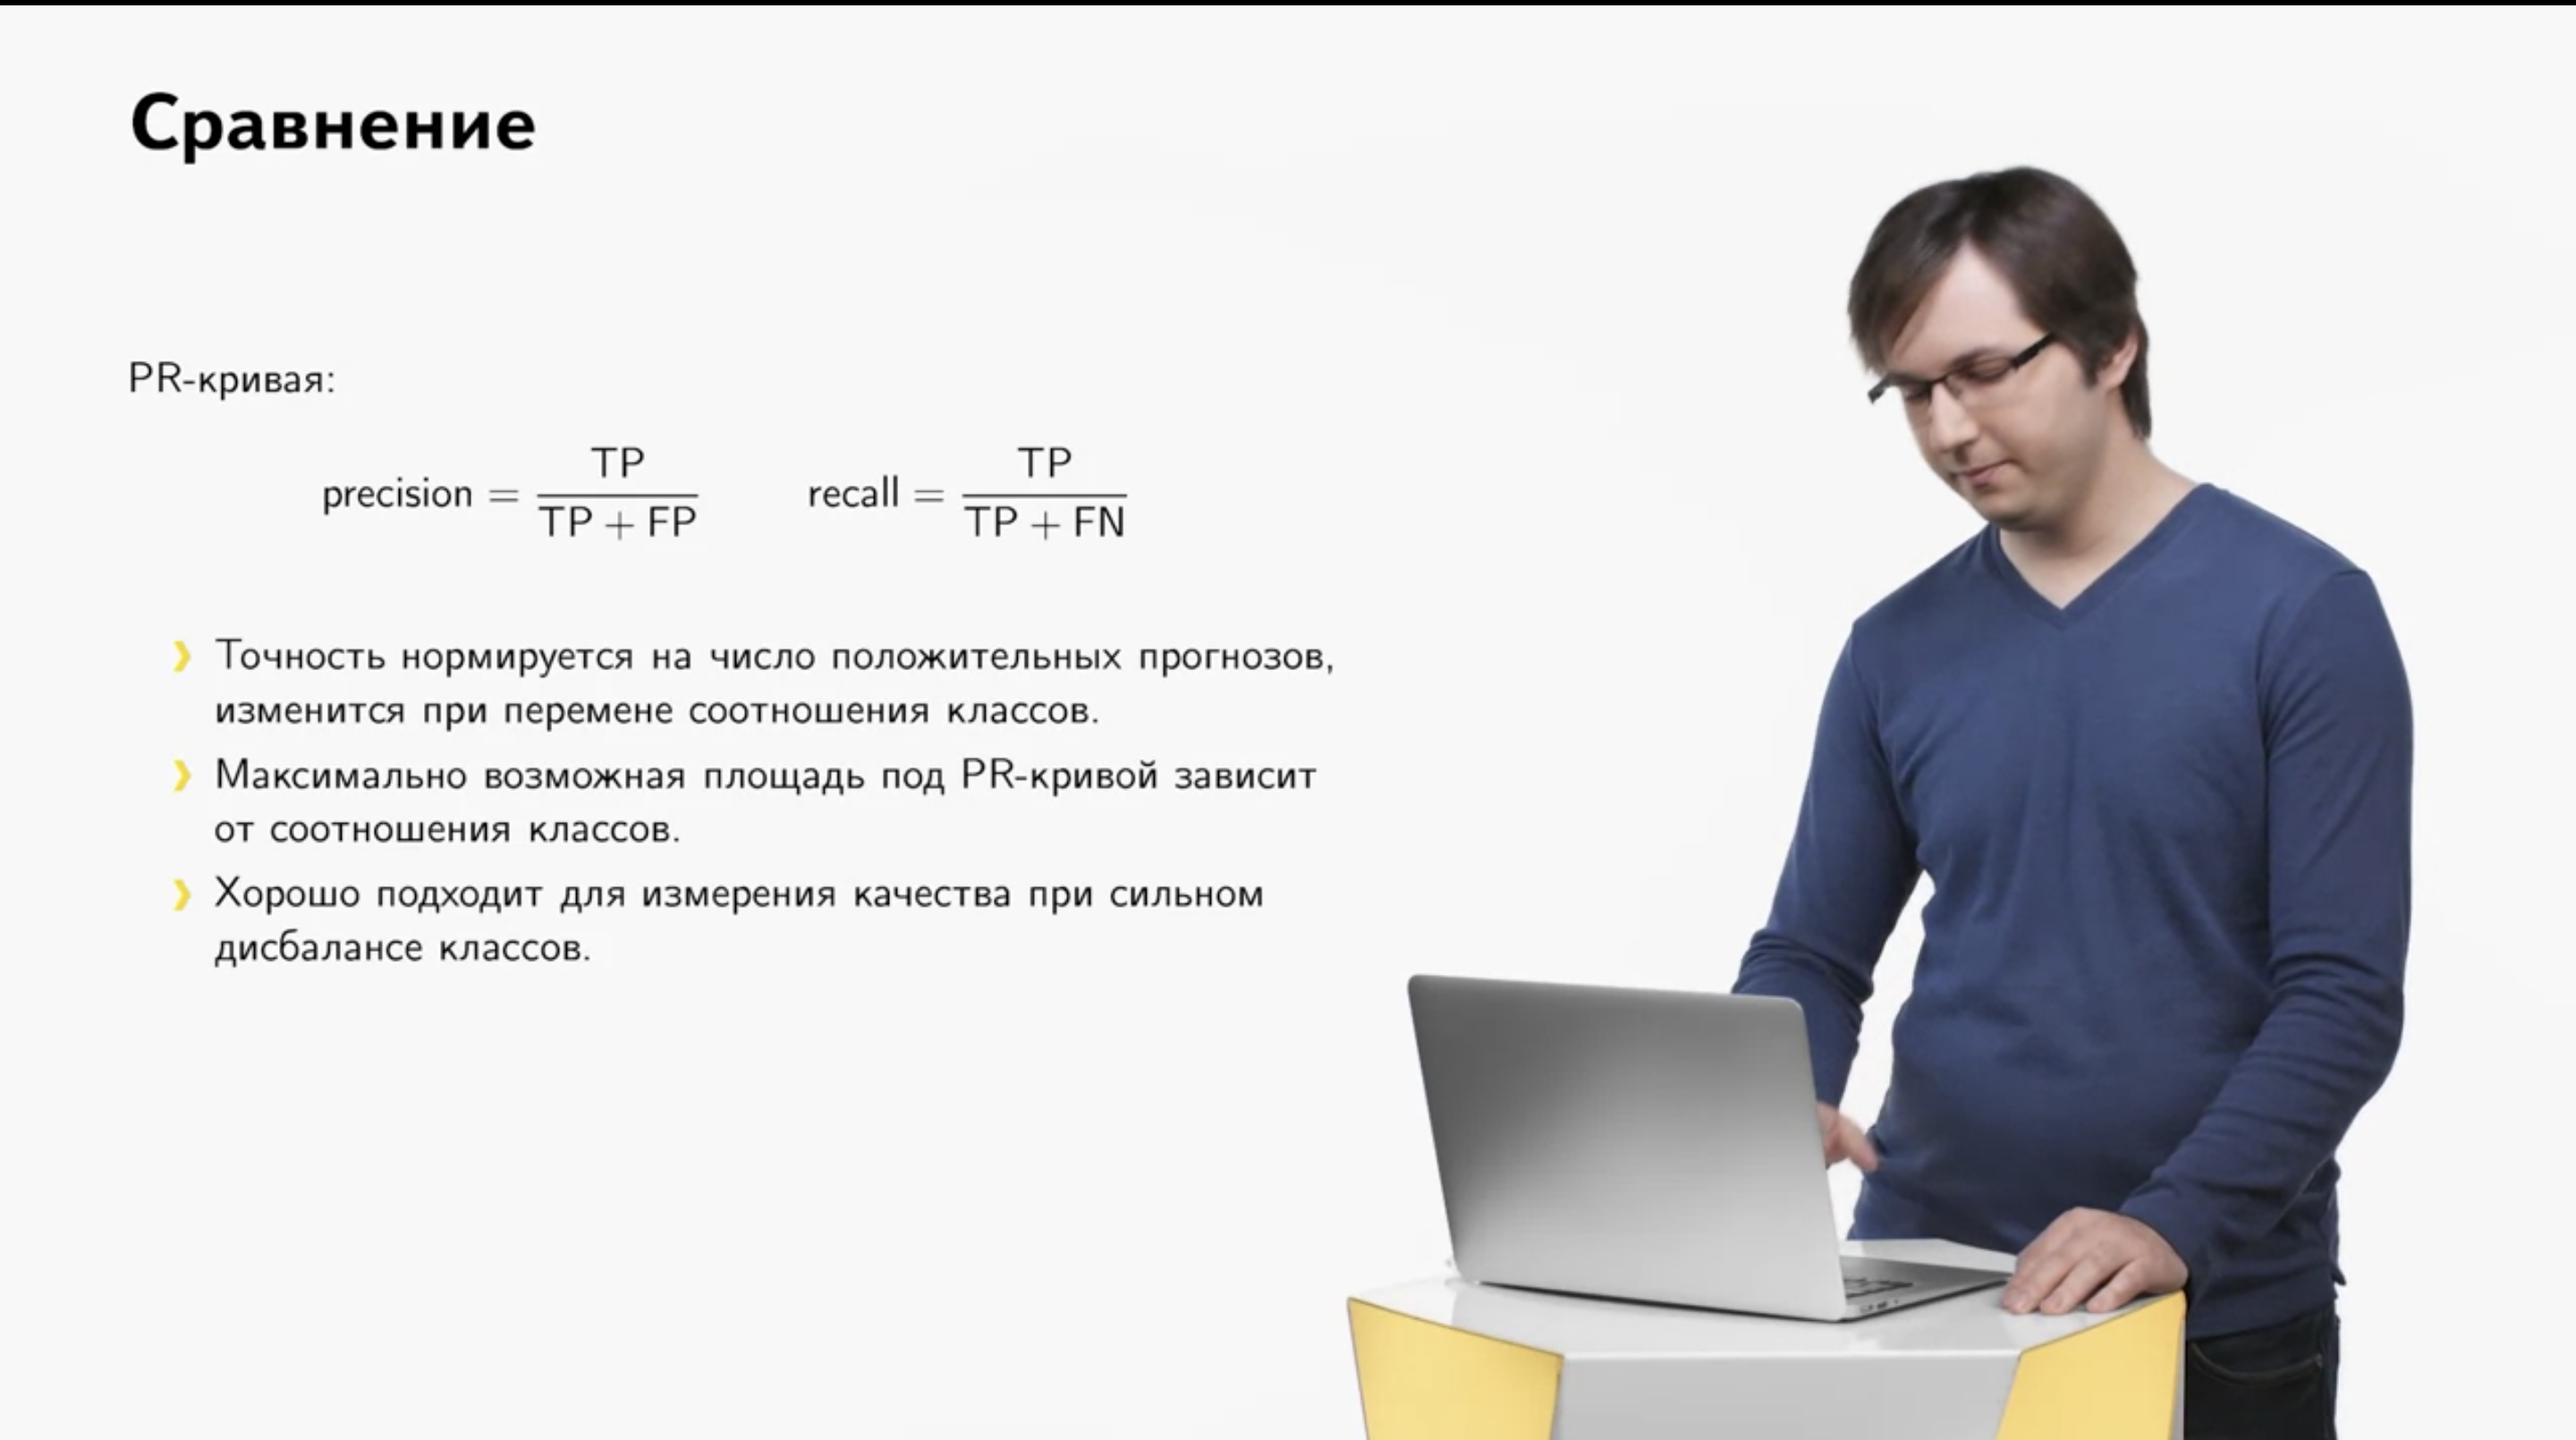 Сравнение
PR-кривая:
precision = TP / (TP + FP) recall = TP / (TP + FN)
Точность нормируется на число положительных прогнозов,
изменится при перемене соотношения классов.
Максимально возможная площадь под PR-кривой зависит
от соотношения классов.
Хорошо подходит для измерения качества при сильном
дисбалансе классов.